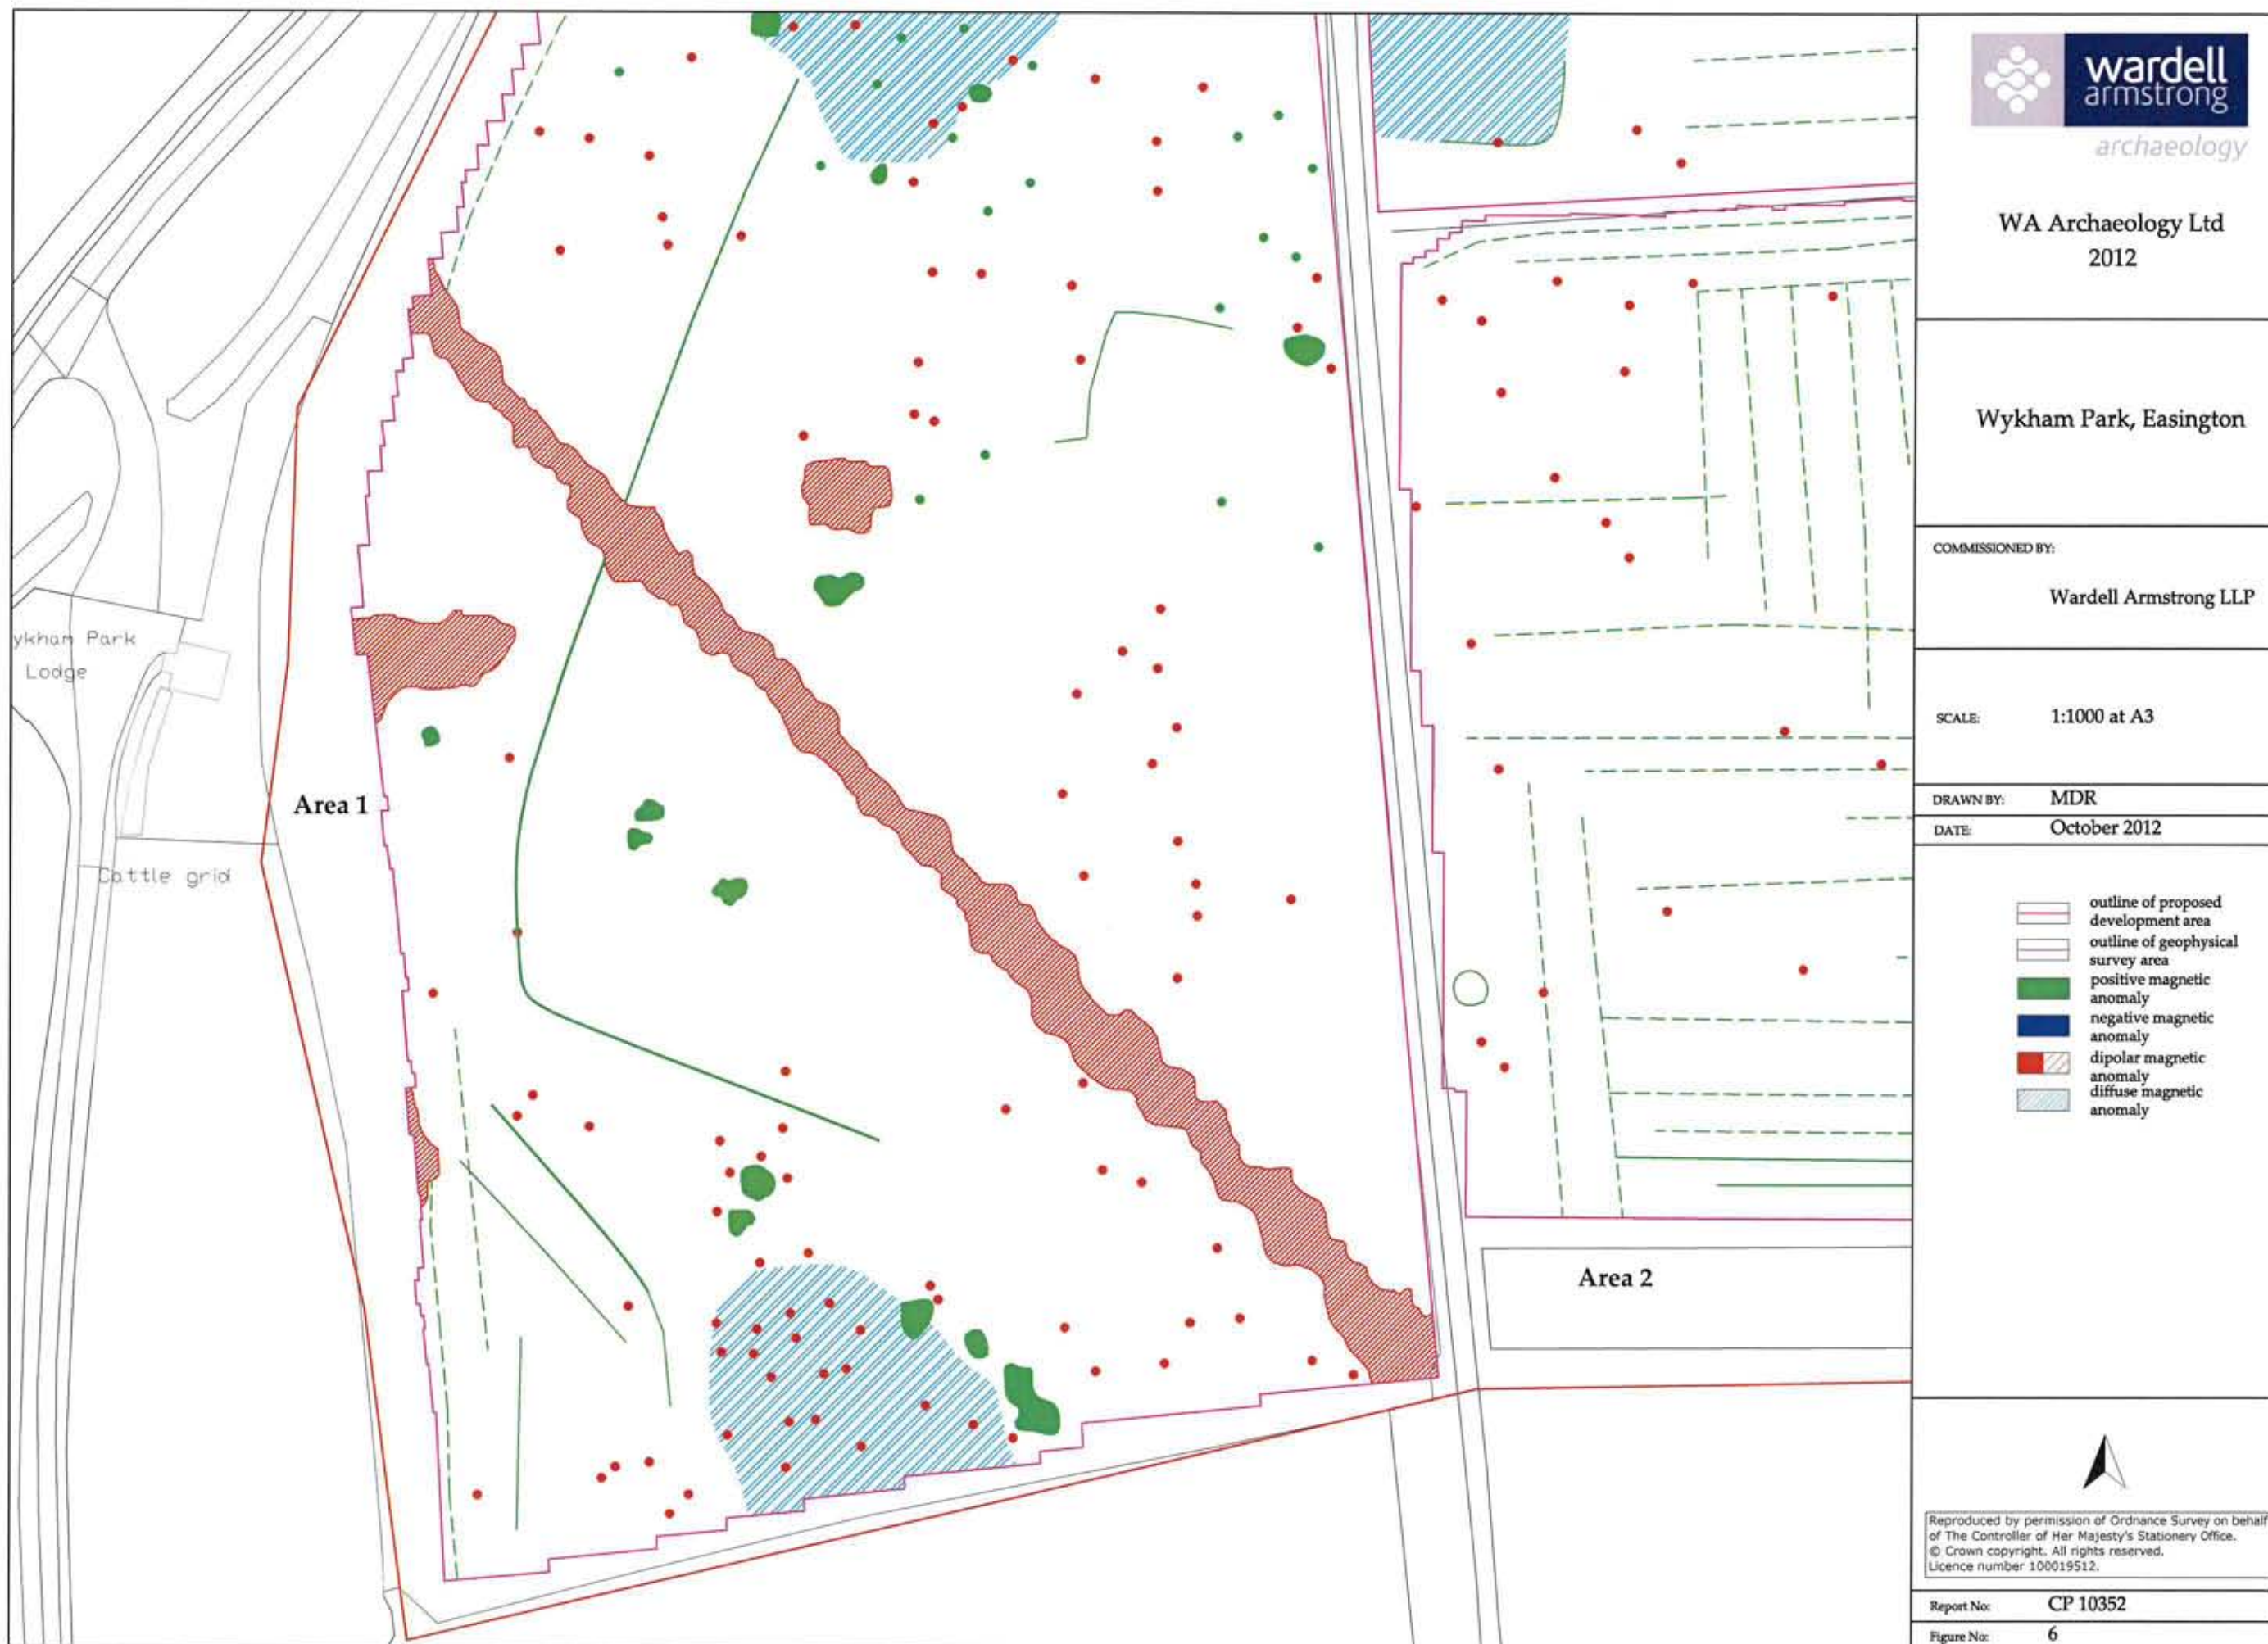 wardell
armstrong
archaeology
WA Archaeology Ltd
2012
Wykham Park, Easington
COMMISSIONED BY:
Wardell Armstrong LLP
SCALE: 1:1000 at A3
DRAWN BY: MDR
DATE: October 2012
outline of proposed
development area
outline of geophysical
survey area
positive magnetic
anomaly
negative magnetic
anomaly
dipolar magnetic
anomaly
diffuse magnetic
anomaly
Reproduced by permission of Ordnance Survey on behalf
of The Controller of Her Majesty's Stationery Office.
© Crown copyright. All rights reserved.
Licence number 100019512.
Report No: CP 10352
Figure No: 6
ykham Park
Lodge
Area 1
Cattle grid
Area 2